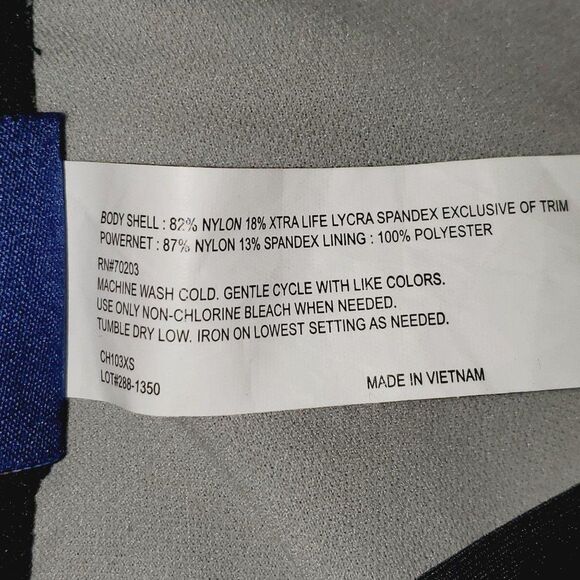 BODY SHELL : 82% NYLON 18% XTRA LIFE LYCRA SPANDEX EXCLUSIVE OF TRIM
POWERNET : 87% NYLON 13% SPANDEX LINING : 100% POLYESTER
RN#70203
MACHINE WASH COLD. GENTLE CYCLE WITH LIKE COLORS.
USE ONLY NON-CHLORINE BLEACH WHEN NEEDED.
TUMBLE DRY LOW. IRON ON LOWEST SETTING AS NEEDED.
CH103XS
LOT#288-1350
MADE IN VIETNAM